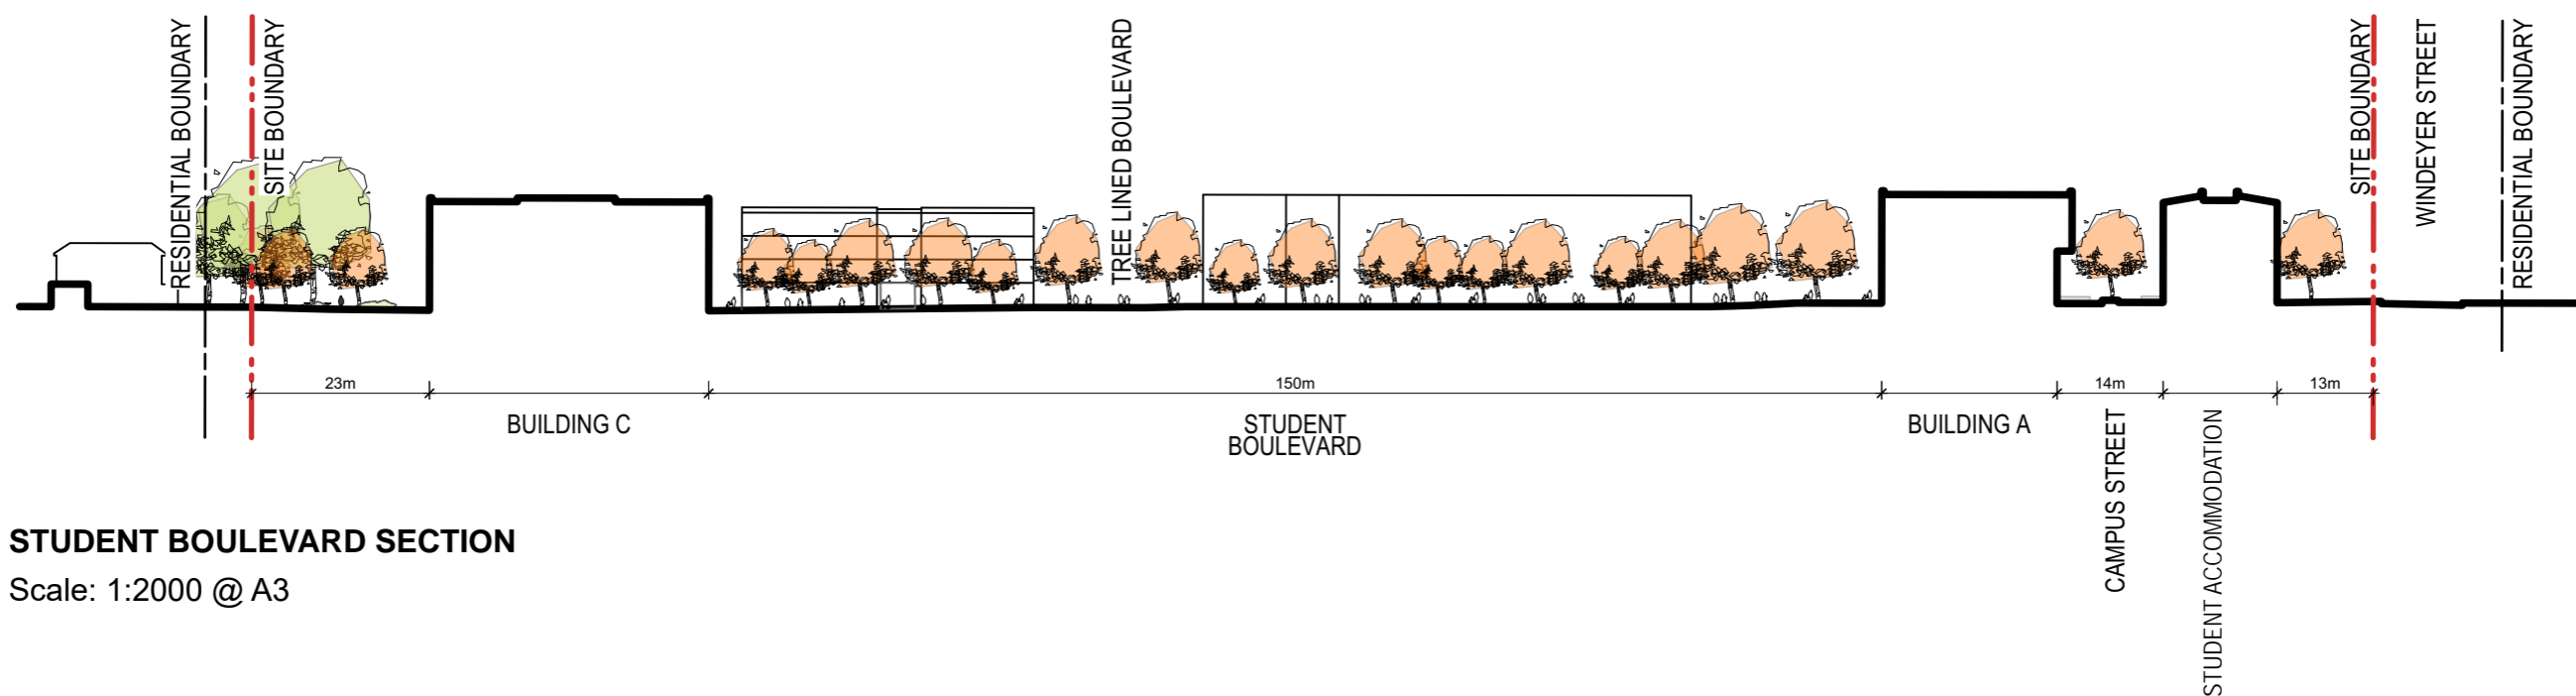 RESIDENTIAL BOUNDARY
SITE BOUNDARY
TREE LINED BOULEVARD
SITE BOUNDARY
WINDEYER STREET
RESIDENTIAL BOUNDARY
23m
150m
14m
13m
BUILDING C
STUDENT
BOULEVARD
BUILDING A
CAMPUS STREET
STUDENT ACCOMMODATION
STUDENT BOULEVARD SECTION
Scale: 1:2000 @ A3